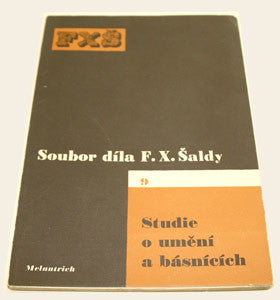 FXŠ
Soubor díla F. X. Šaldy
9
Studie
o umění
a básnících
Melantrich